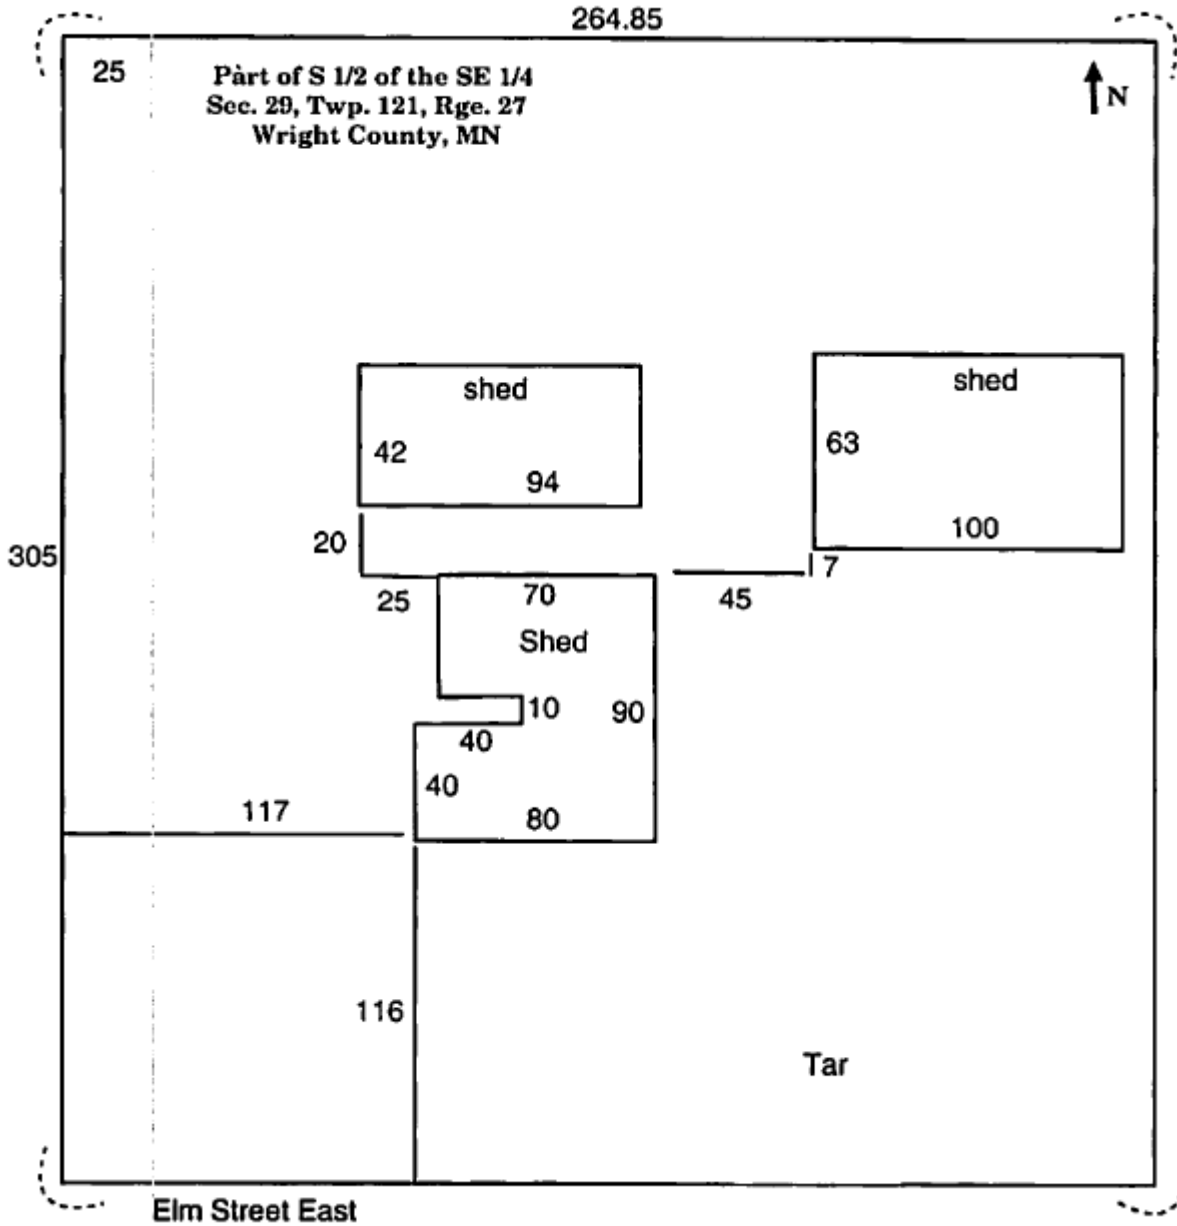 264.85
25
Part of S 1/2 of the SE 1/4
Sec. 29, Twp. 121, Rge. 27
Wright County, MN
N
shed
shed
42
63
94
100
20
305
7
25
70
45
Shed
10
90
40
40
117
80
116
Tar
Elm Street East